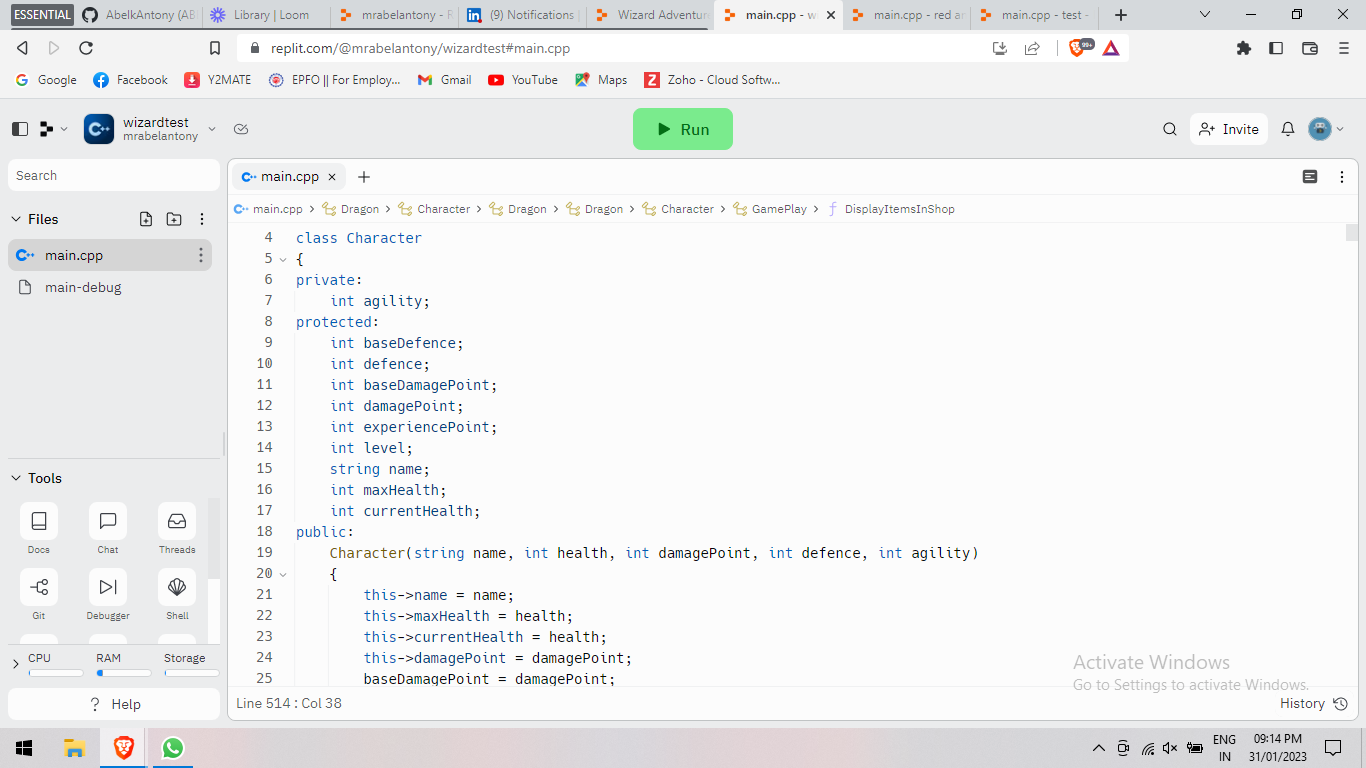 ESSENTIAL AbelkAntony (AB Library | Loom mrabelantony - R (9) Notifications | Wizard Adventur main.cpp - w main.cpp - red ar main.cpp - test -
replit.com/@mrabelantony/wizardtest#main.cpp 99+
Google Facebook Y2MATE EPFO || For Employ... Gmail YouTube Maps Zoho - Cloud Softw...
wizardtest
mrabelantony
Run
Invite
Search
main.cpp
main.cpp Dragon Character Dragon Dragon Character GamePlay DisplayItemsInShop
Files
main.cpp
main-debug
4 class Character
5 {
6 private:
7 int agility;
8 protected:
9 int baseDefence;
10 int defence;
11 int baseDamagePoint;
12 int damagePoint;
13 int experiencePoint;
14 int level;
15 string name;
16 int maxHealth;
17 int currentHealth;
18 public:
19 Character(string name, int health, int damagePoint, int defence, int agility)
20 {
21 this->name = name;
22 this->maxHealth = health;
23 this->currentHealth = health;
24 this->damagePoint = damagePoint;
25 baseDamagePoint = damagePoint;
Tools
Docs Chat Threads
Git Debugger Shell
CPU RAM Storage
? Help
Activate Windows
Go to Settings to activate Windows.
Line 514 : Col 38
History
ENG
IN
09:14 PM
31/01/2023